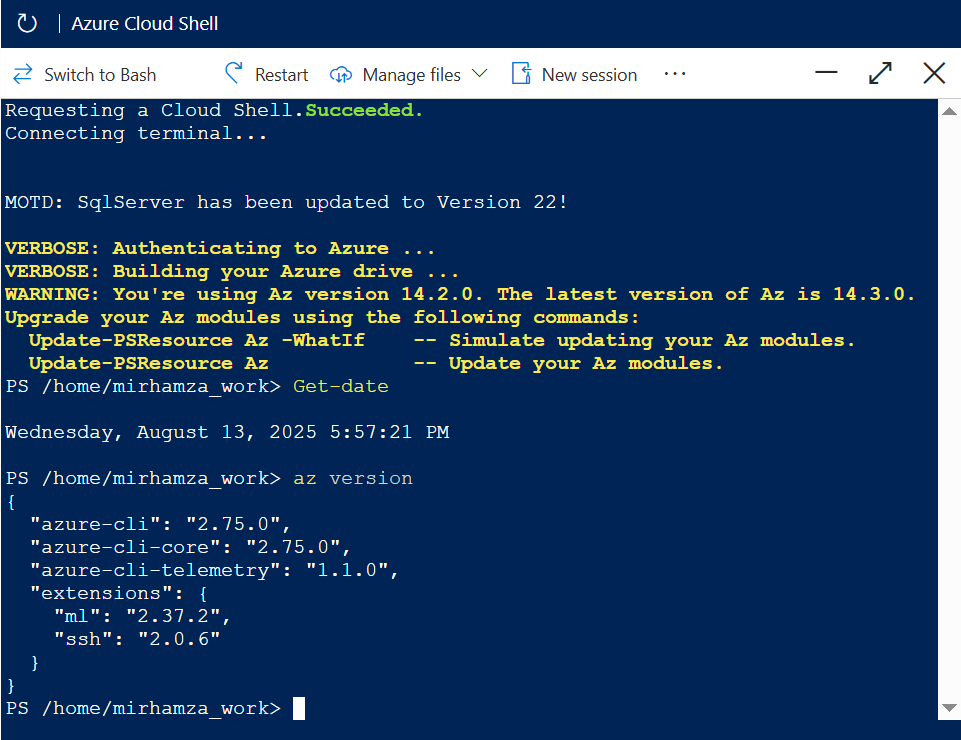 Azure Cloud Shell
Switch to Bash Restart Manage files New session ...
Requesting a Cloud Shell.Succeeded.
Connecting terminal...
MOTD: SqlServer has been updated to Version 22!
VERBOSE: Authenticating to Azure ...
VERBOSE: Building your Azure drive ...
WARNING: You're using Az version 14.2.0. The latest version of Az is 14.3.0.
Upgrade your Az modules using the following commands:
  Update-PSResource Az -WhatIf    -- Simulate updating your Az modules.
  Update-PSResource Az            -- Update your Az modules.
PS /home/mirhamza_work> Get-date
Wednesday, August 13, 2025 5:57:21 PM
PS /home/mirhamza_work> az version
{
  "azure-cli": "2.75.0",
  "azure-cli-core": "2.75.0",
  "azure-cli-telemetry": "1.1.0",
  "extensions": {
    "ml": "2.37.2",
    "ssh": "2.0.6"
  }
}
PS /home/mirhamza_work>